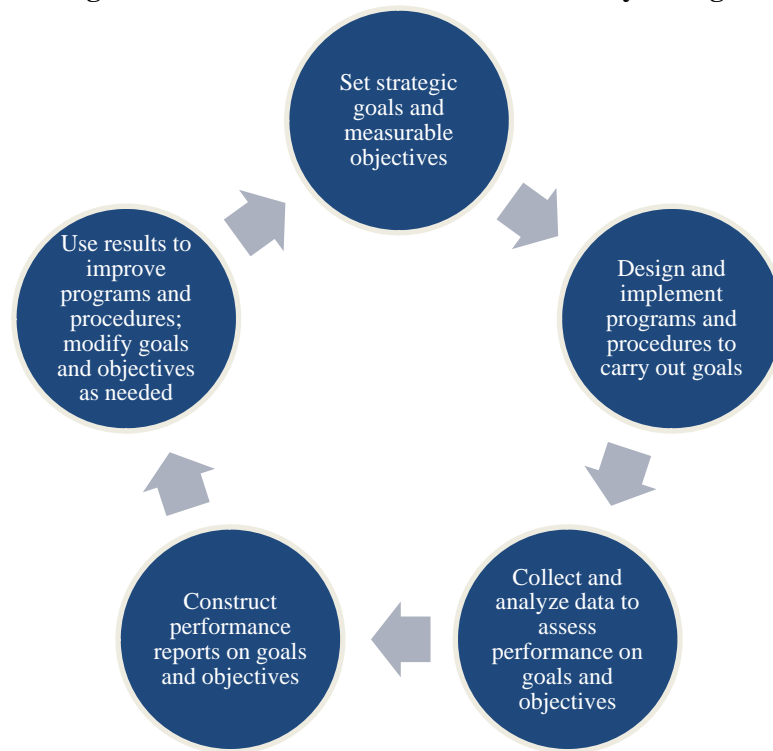 Set strategic
goals and
measurable
objectives
Design and
implement
programs and
procedures to
carry out goals
Collect and
analyze data to
assess
performance on
goals and
objectives
Construct
performance
reports on goals
and objectives
Use results to
improve
programs and
procedures;
modify goals
and objectives
as needed